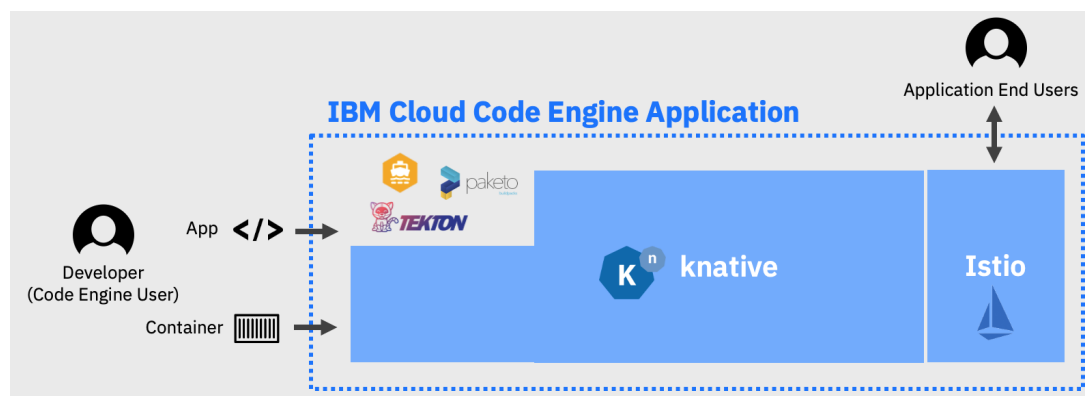 Application End Users
IBM Cloud Code Engine Application
paketo
TEKTON
App </>
Developer
(Code Engine User)
K n knative
Istio
Container